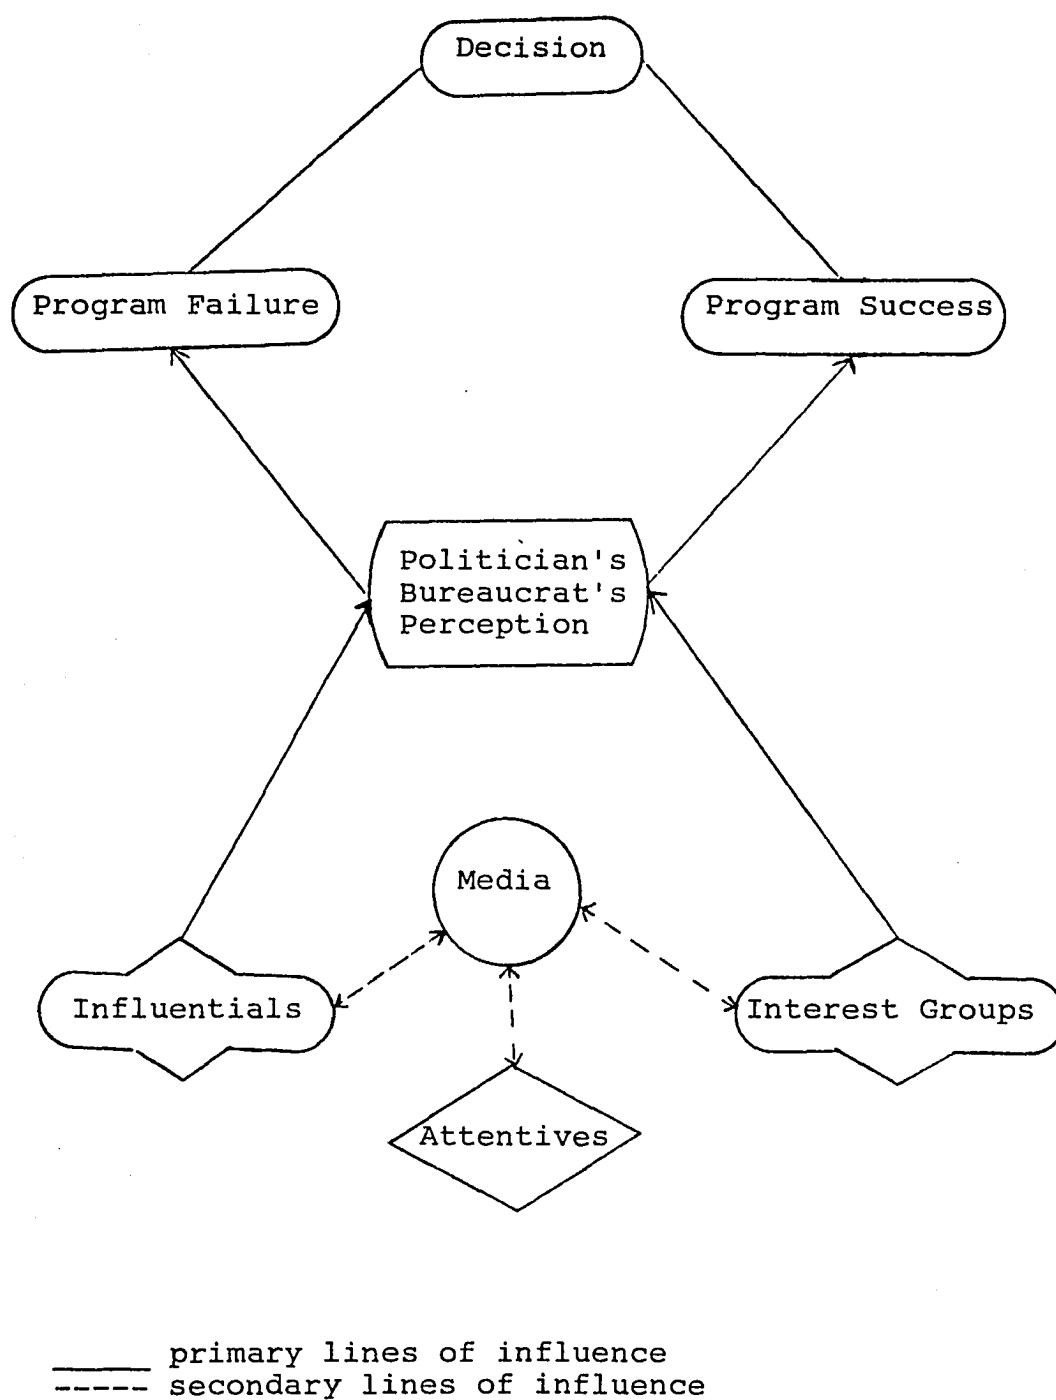 Decision
Program Failure
Program Success
Politician's
Bureaucrat's
Perception
Media
Influentials
Interest Groups
Attentives
primary lines of influence
secondary lines of influence